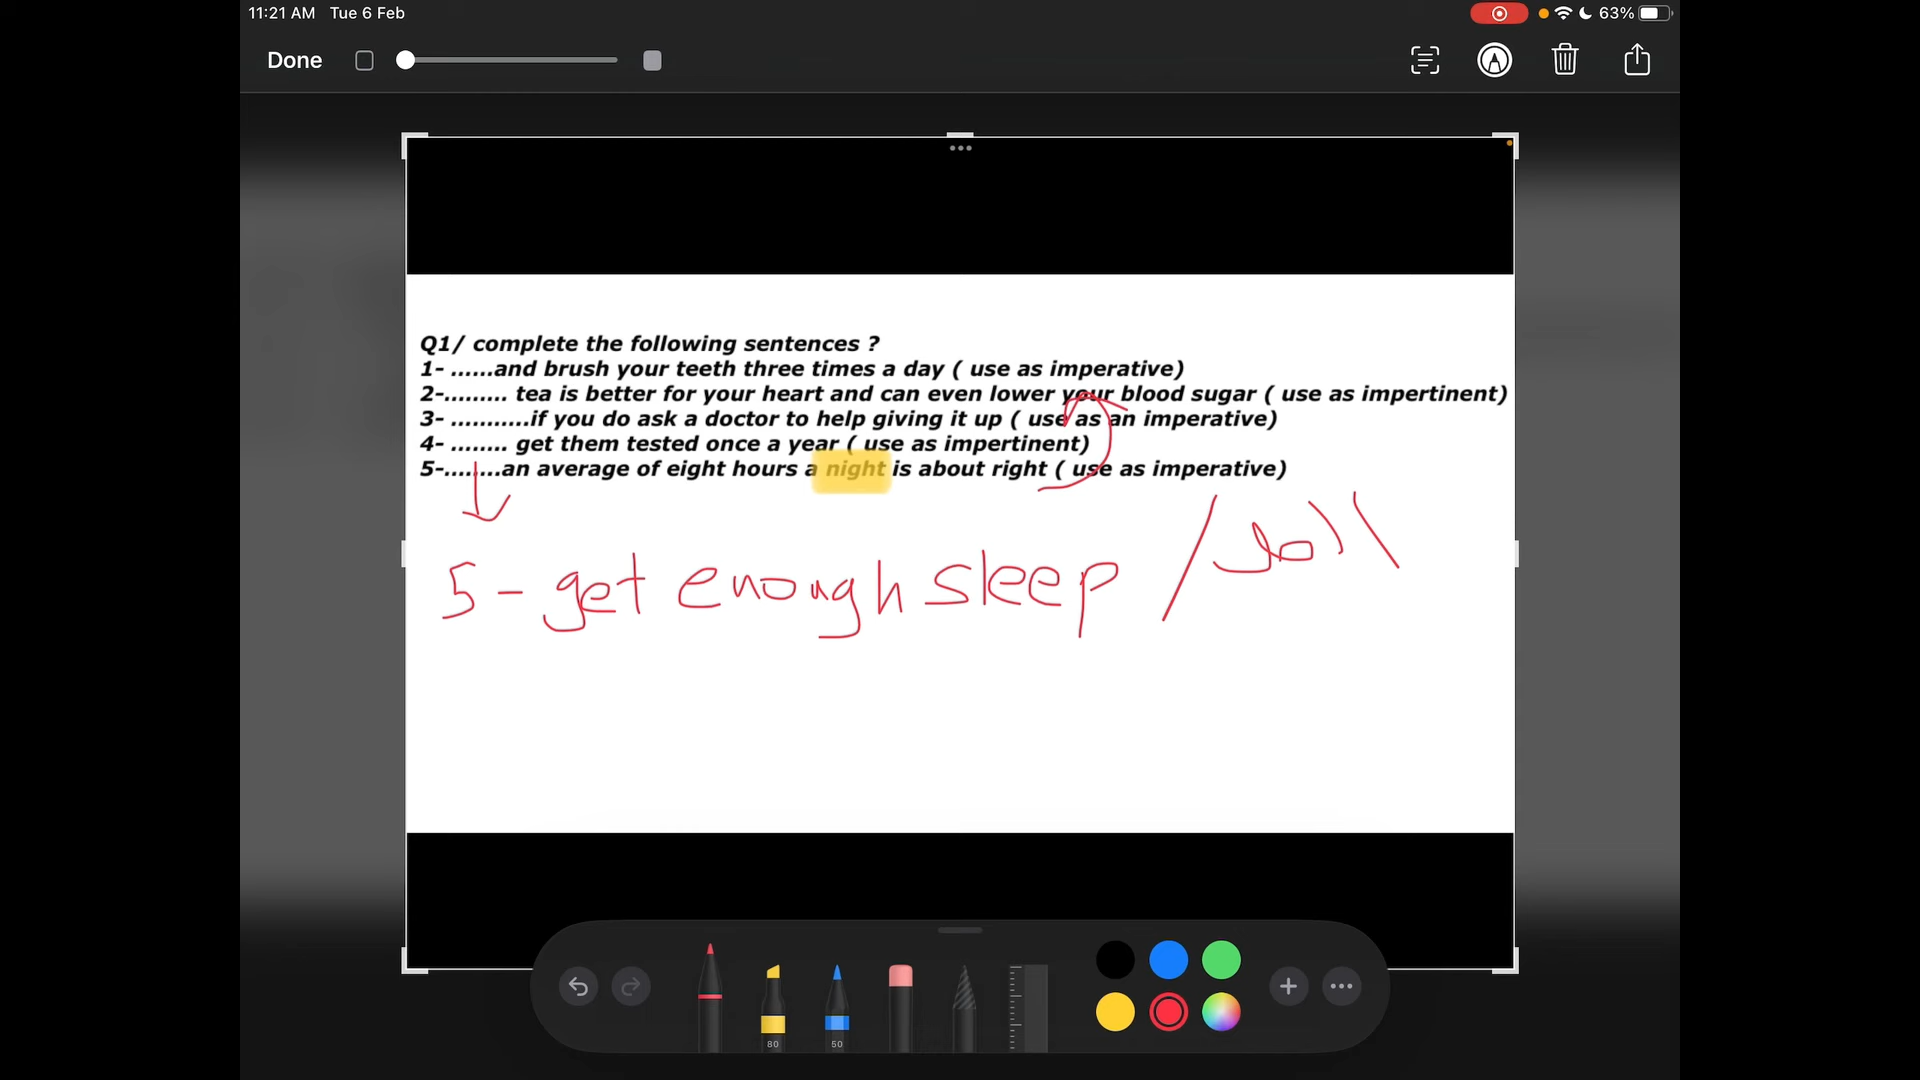 11:21 AM Tue 6 Feb 63%
Done
Q1/ complete the following sentences ?
1- ......and brush your teeth three times a day ( use as imperative)
2-......... tea is better for your heart and can even lower your blood sugar ( use as impertinent)
3- ...........if you do ask a doctor to help giving it up ( use as an imperative)
4- ........ get them tested once a year ( use as impertinent)
5-........an average of eight hours a night is about right ( use as imperative)
5- get enough sleep /
80 50